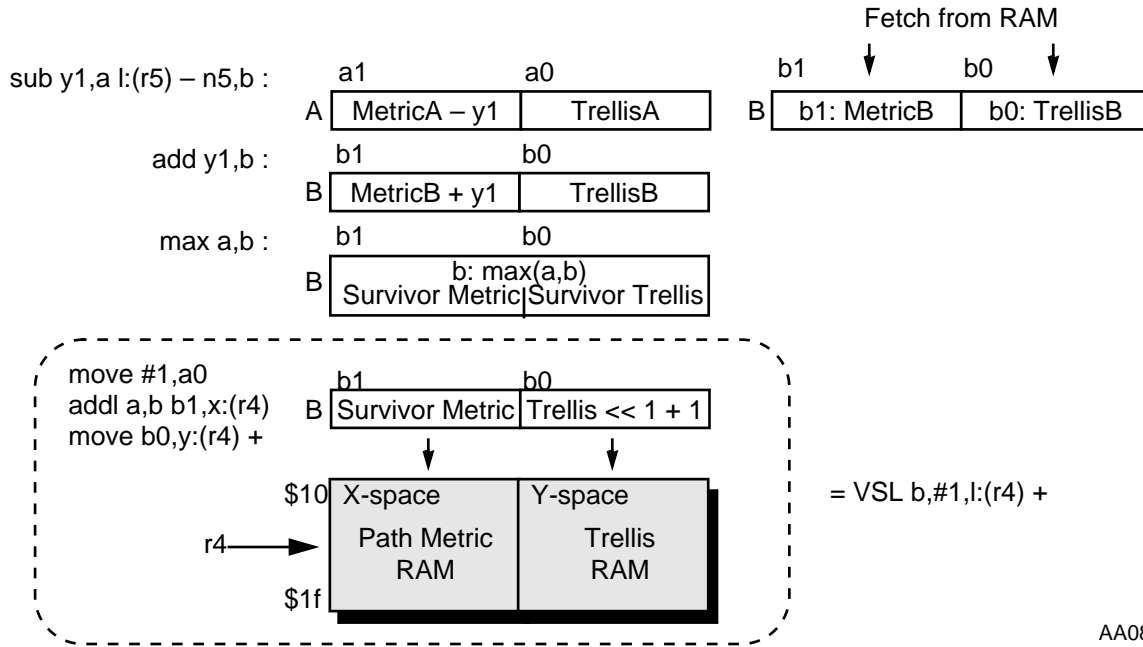 Fetch from RAM
sub y1,a l:(r5) – n5,b :
a1 a0
b1 b0
A MetricA – y1 TrellisA
B b1: MetricB b0: TrellisB
add y1,b :
b1 b0
B MetricB + y1 TrellisB
max a,b :
b1 b0
B b: max(a,b)
Survivor Metric Survivor Trellis
move #1,a0
addl a,b b1,x:(r4)
move b0,y:(r4) +
b1 b0
B Survivor Metric Trellis << 1 + 1
$10 X-space Y-space
= VSL b,#1,l:(r4) +
r4
Path Metric
RAM
Trellis
RAM
$1f
AA08